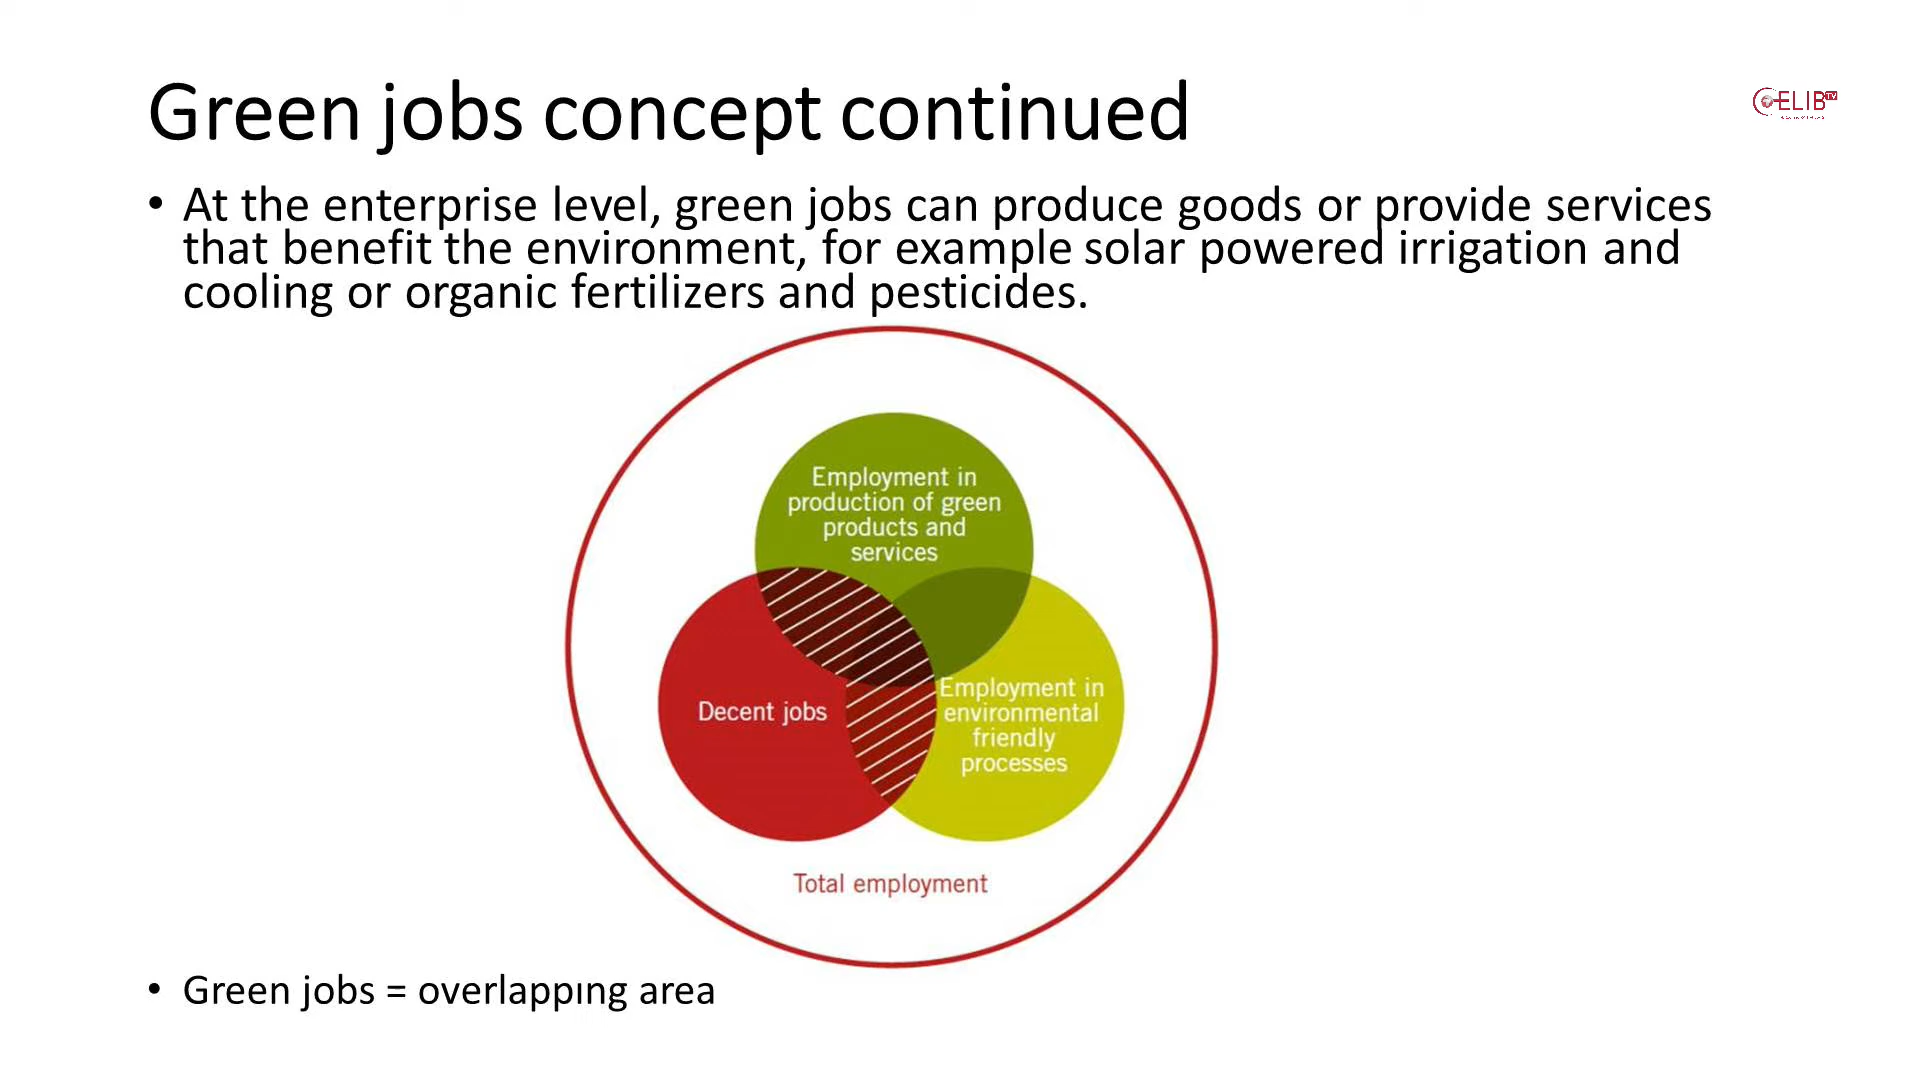 Green jobs concept continued
ELIB TV
• At the enterprise level, green jobs can produce goods or provide services
that benefit the environment, for example solar powered irrigation and
cooling or organic fertilizers and pesticides.
Employment in
production of green
products and
services
Decent jobs
Employment in
environmental
friendly
processes
Total employment
• Green jobs = overlapping area